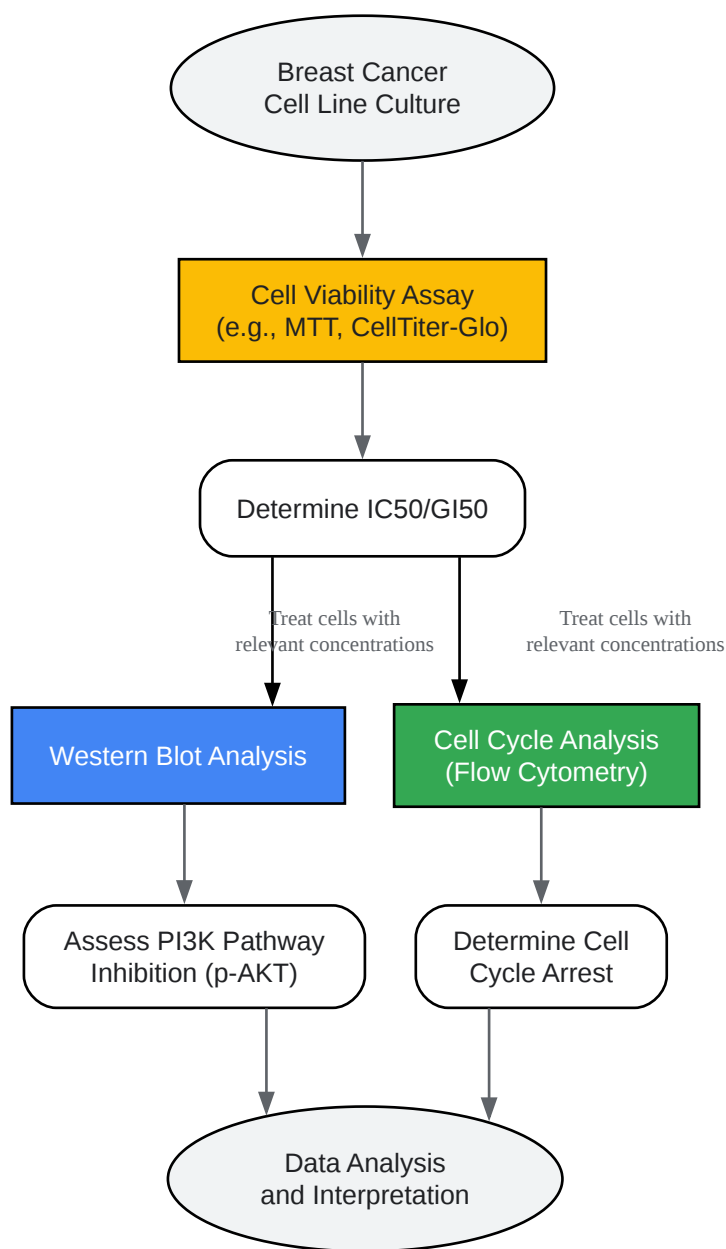 Breast Cancer
Cell Line Culture
Cell Viability Assay
(e.g., MTT, CellTiter-Glo)
Determine IC50/GI50
Treat cells with
relevant concentrations
Treat cells with
relevant concentrations
Western Blot Analysis
Cell Cycle Analysis
(Flow Cytometry)
Assess PI3K Pathway
Inhibition (p-AKT)
Determine Cell
Cycle Arrest
Data Analysis
and Interpretation